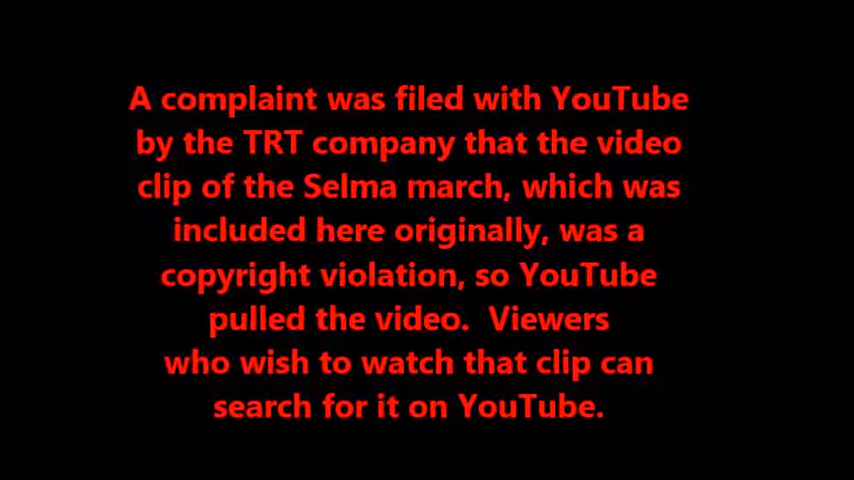 A complaint was filed with YouTube
by the TRT company that the video
clip of the Selma march, which was
included here originally, was a
copyright violation, so YouTube
pulled the video.  Viewers
who wish to watch that clip can
search for it on YouTube.